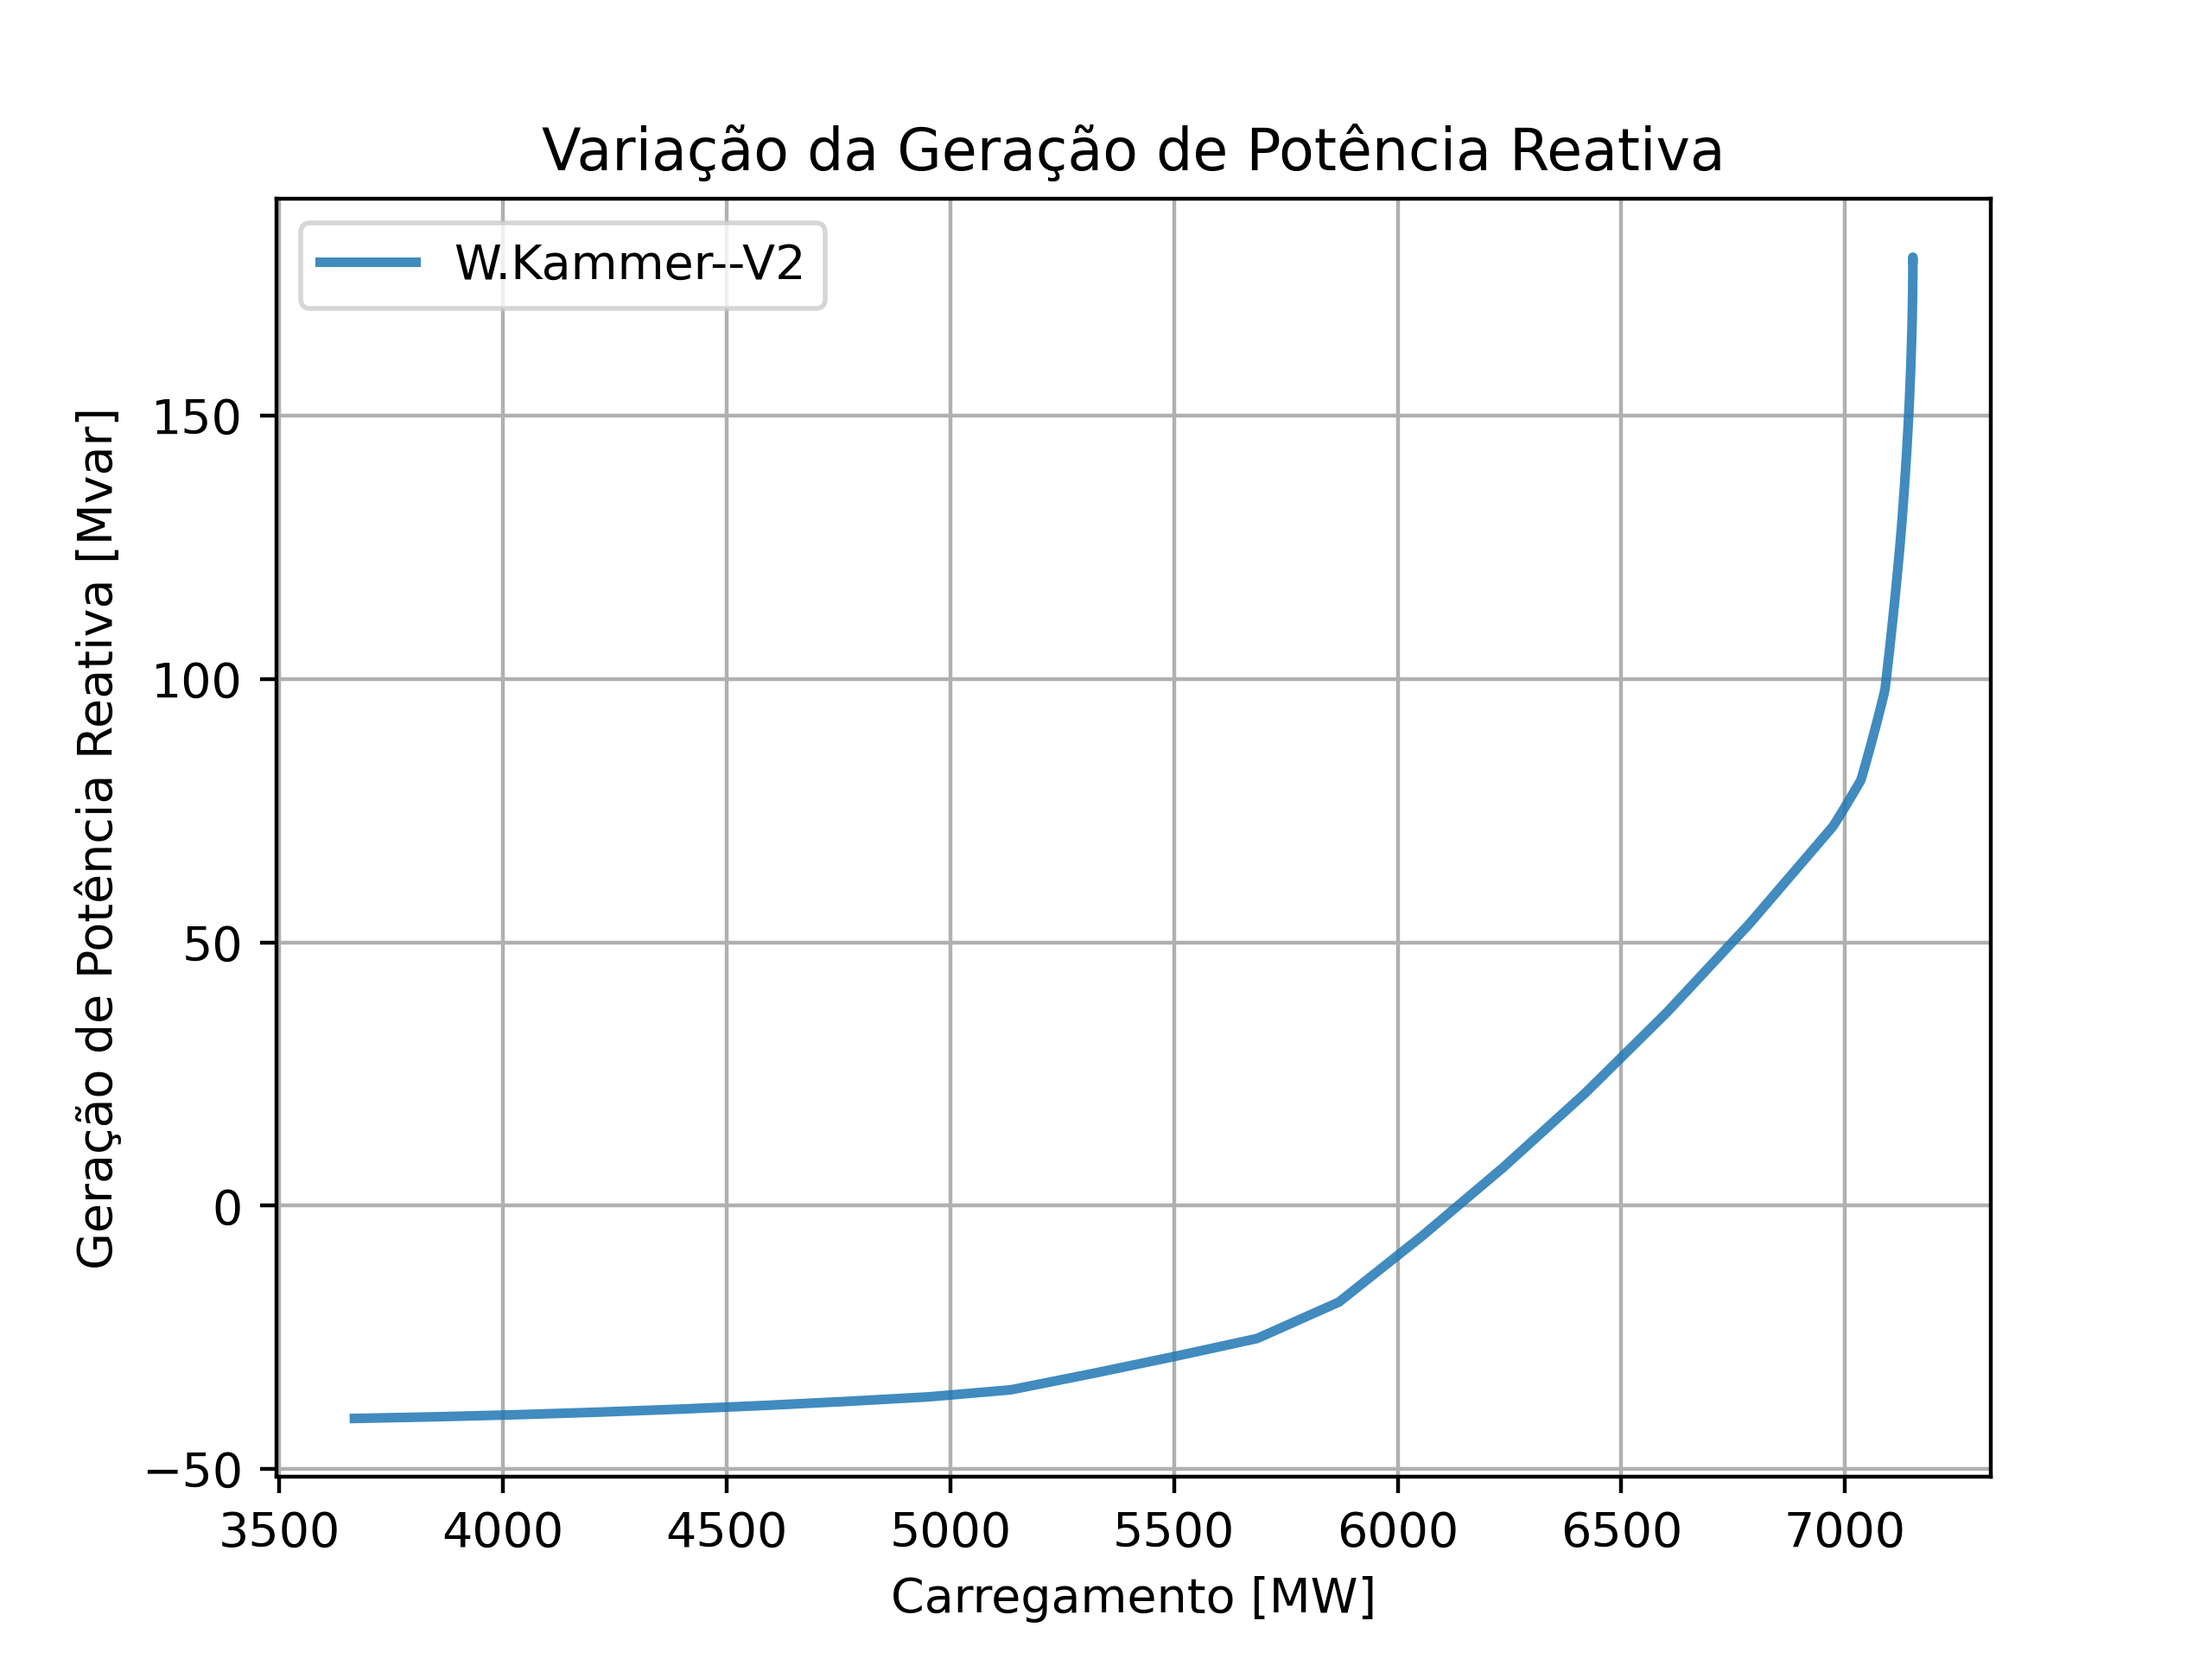 Variação da Geração de Potência Reativa
W.Kammer--V2
Geração de Potência Reativa [Mvar]
150
100
50
0
−50
3500 4000 4500 5000 5500 6000 6500 7000
Carregamento [MW]